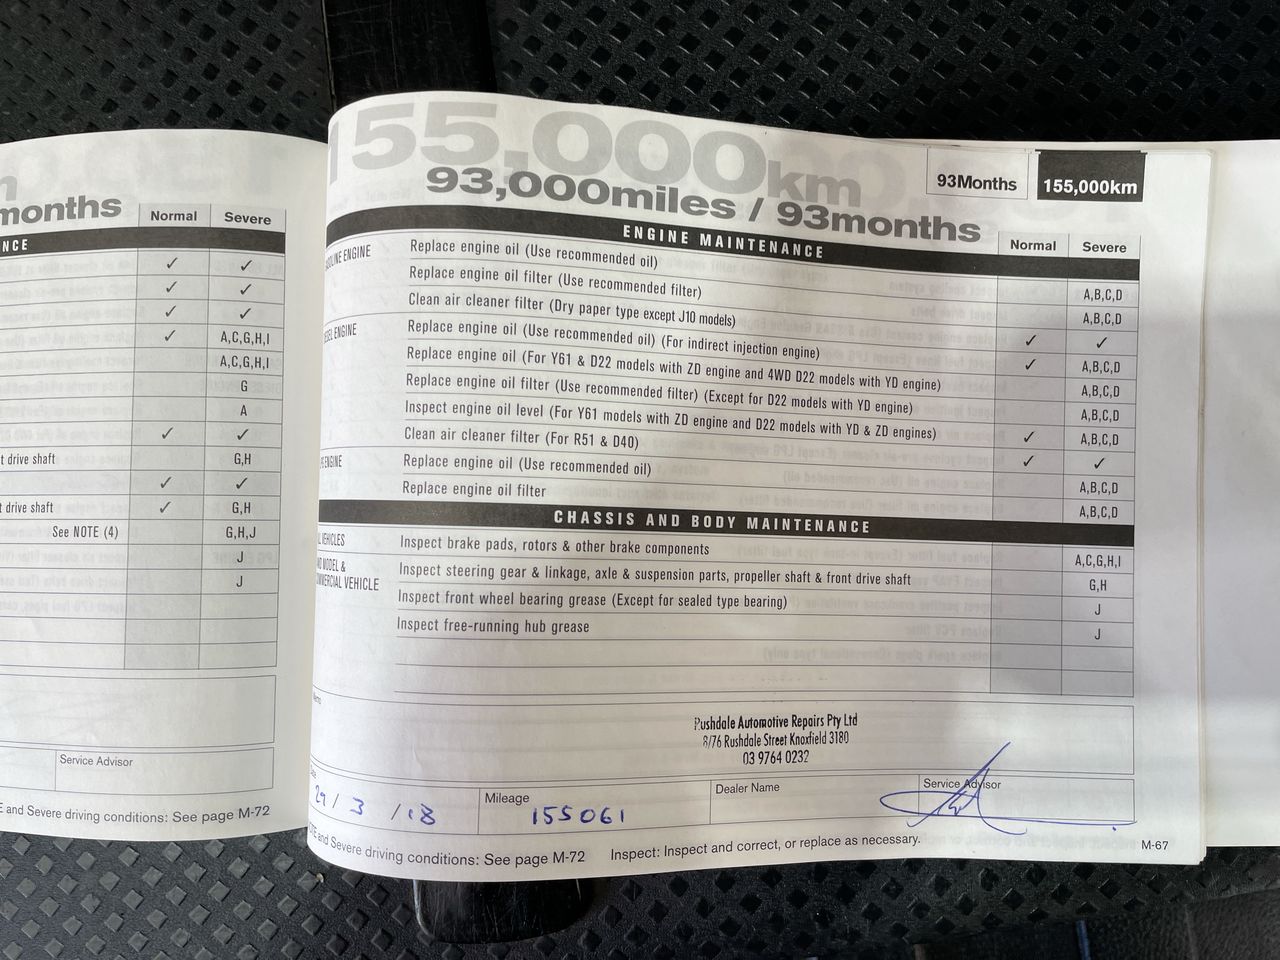 months
Normal Severe
NCE
✓ ✓
✓ ✓
✓ ✓
✓ A,C,G,H,I
A,C,G,H,I
G
A
✓ ✓
t drive shaft G,H
✓ ✓
t drive shaft ✓ G,H
See NOTE (4) G,H,J
J
J
Service Advisor
E and Severe driving conditions: See page M-72
155,000km
93,000miles / 93months
93Months 155,000km
ENGINE MAINTENANCE Normal Severe
ENGINE Replace engine oil (Use recommended oil) A,B,C,D
Replace engine oil filter (Use recommended filter) A,B,C,D
Clean air cleaner filter (Dry paper type except J10 models) ✓ ✓
ENGINE Replace engine oil (Use recommended oil) (For indirect injection engine) ✓ A,B,C,D
Replace engine oil (For Y61 & D22 models with ZD engine and 4WD D22 models with YD engine) A,B,C,D
Replace engine oil filter (Use recommended filter) (Except for D22 models with YD engine) A,B,C,D
Inspect engine oil level (For Y61 models with ZD engine and D22 models with YD & ZD engines) ✓ A,B,C,D
Clean air cleaner filter (For R51 & D40) ✓ ✓
ENGINE Replace engine oil (Use recommended oil) A,B,C,D
Replace engine oil filter A,B,C,D
CHASSIS AND BODY MAINTENANCE
VEHICLES Inspect brake pads, rotors & other brake components A,C,G,H,I
MODEL & Inspect steering gear & linkage, axle & suspension parts, propeller shaft & front drive shaft G,H
VEHICLE Inspect front wheel bearing grease (Except for sealed type bearing) J
Inspect free-running hub grease J
Rushdale Automotive Repairs Pty Ltd
8/76 Rushdale Street Knoxfield 3180
03 9764 0232
Mileage Dealer Name Service Advisor
29/3/18 155061
and Severe driving conditions: See page M-72 Inspect: Inspect and correct, or replace as necessary. M-67